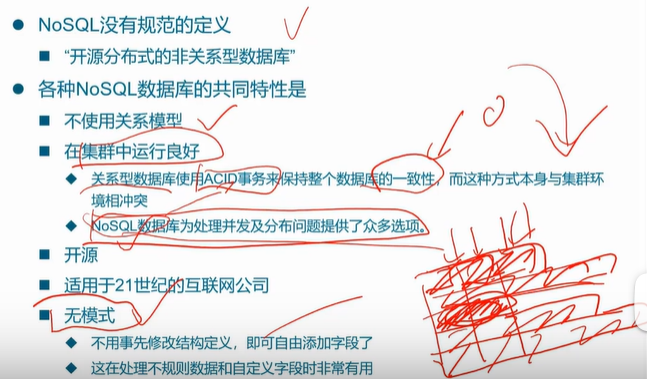 NoSQL没有规范的定义
“开源分布式的非关系型数据库”
各种NoSQL数据库的共同特性是
不使用关系模型
在集群中运行良好
关系型数据库使用ACID事务来保持整个数据库的一致性，而这种方式本身与集群环
境相冲突
NoSQL数据库为处理并发及分布问题提供了众多选项。
开源
适用于21世纪的互联网公司
无模式
不用事先修改结构定义，即可自由添加字段了
这在处理不规则数据和自定义字段时非常有用